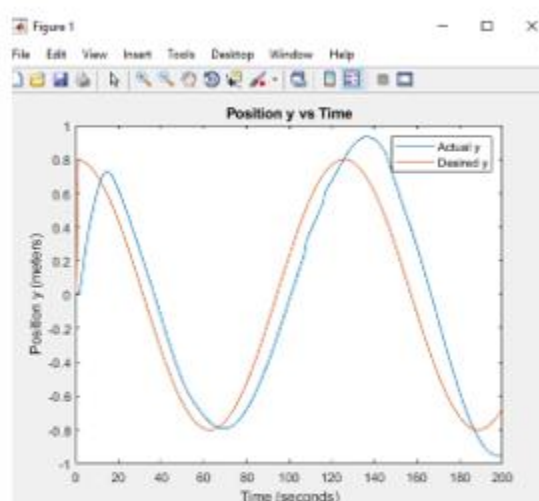 Figure 1
File Edit View Insert Tools Desktop Window Help
Position y vs Time
Actual y
Desired y
Position y (meters)
1
0.8
0.6
0.4
0.2
0
-0.2
-0.4
-0.6
-0.8
-1
0 20 40 60 80 100 120 140 160 180 200
Time (seconds)